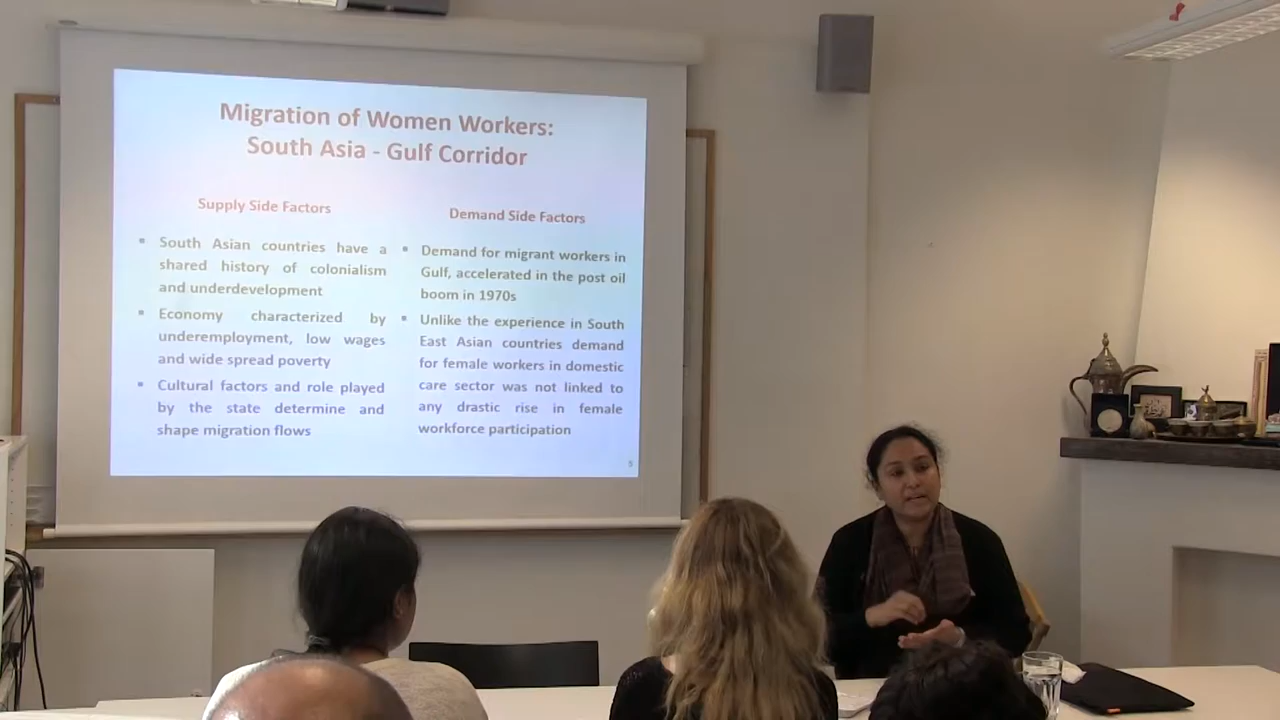 Migration of Women Workers:
South Asia - Gulf Corridor
Supply Side Factors
▪ South Asian countries have a
shared history of colonialism
and underdevelopment
▪ Economy characterized by
underemployment, low wages
and wide spread poverty
▪ Cultural factors and role played
by the state determine and
shape migration flows
Demand Side Factors
▪ Demand for migrant workers in
Gulf, accelerated in the post oil
boom in 1970s
▪ Unlike the experience in South
East Asian countries demand
for female workers in domestic
care sector was not linked to
any drastic rise in female
workforce participation